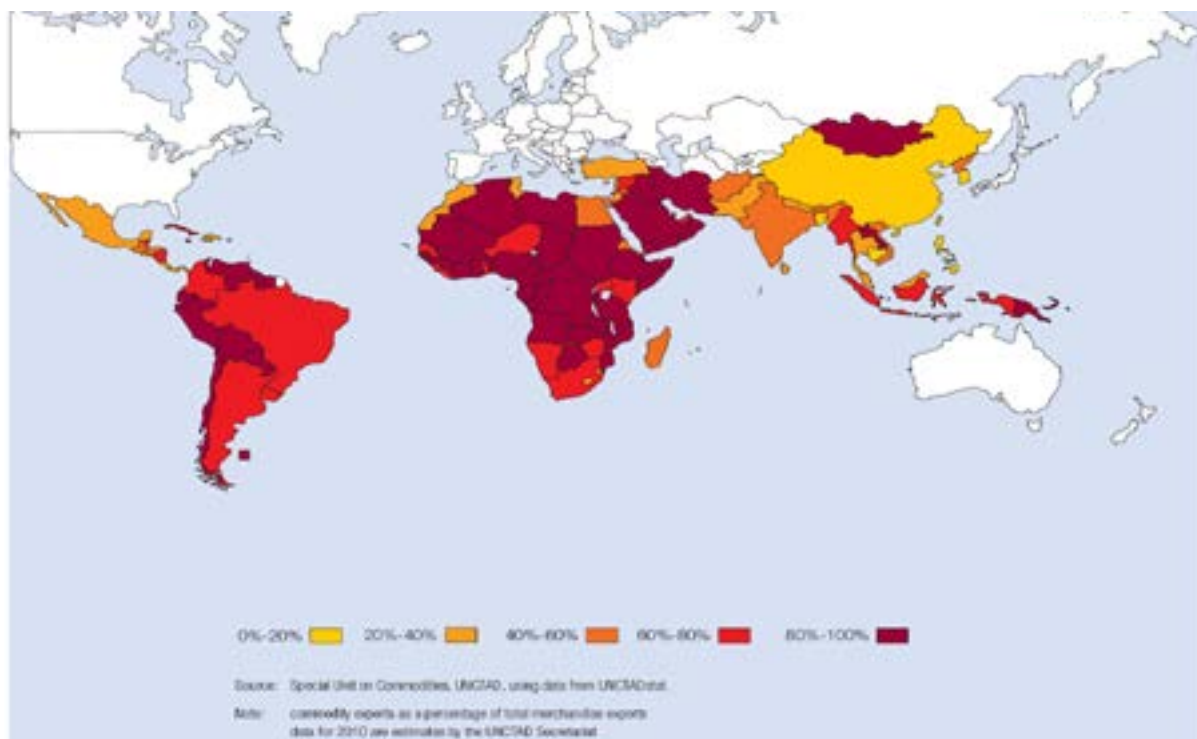 0%-20% 20%-40% 40%-60% 60%-80% 80%-100%
Source: Special Unit on Commodities, UNCTAD, using data from UNCTADstat.
Note: commodity exports as a percentage of total merchandise exports
data for 2010 are estimates by the UNCTAD Secretariat